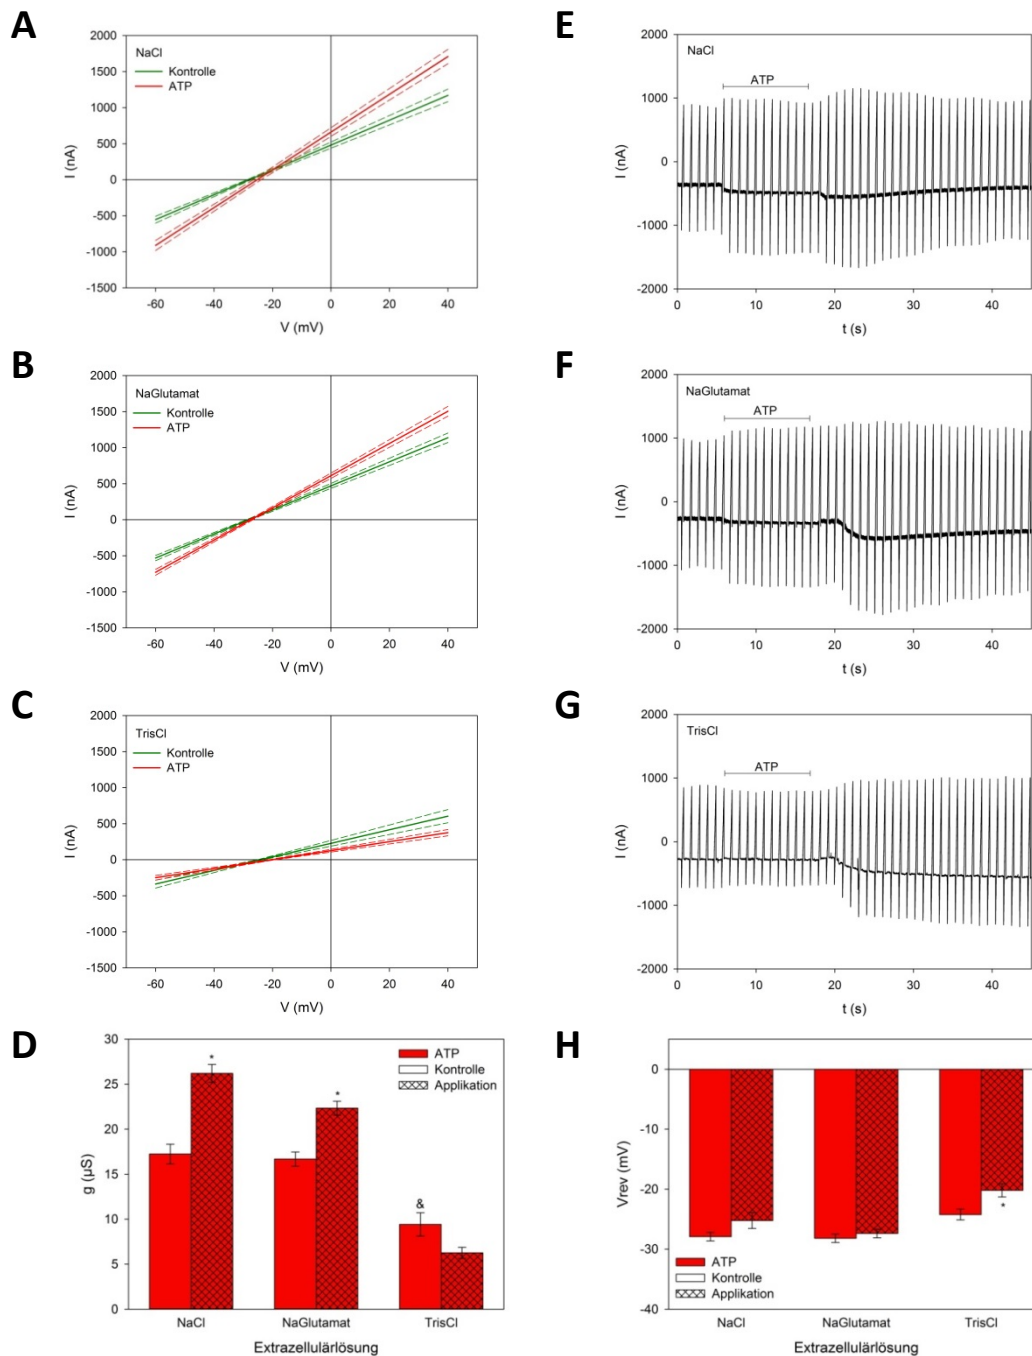 A
NaCl
Kontrolle
ATP
2000
1500
1000
500
0
-500
-1000
-1500
I (nA)
-60 -40 -20 0 20 40
V (mV)
E
NaCl
ATP
2000
1000
0
-1000
-2000
I (nA)
0 10 20 30 40
t (s)
B
NaGlutamat
Kontrolle
ATP
2000
1500
1000
500
0
-500
-1000
-1500
I (nA)
-60 -40 -20 0 20 40
V (mV)
F
NaGlutamat
ATP
2000
1000
0
-1000
-2000
I (nA)
0 10 20 30 40
t (s)
C
TrisCl
Kontrolle
ATP
2000
1500
1000
500
0
-500
-1000
-1500
I (nA)
-60 -40 -20 0 20 40
V (mV)
G
TrisCl
ATP
2000
1000
0
-1000
-2000
I (nA)
0 10 20 30 40
t (s)
D
30
25
20
15
10
5
0
g (µS)
ATP
Kontrolle
Applikation
*
*
&
NaCl NaGlutamat TrisCl
Extrazellulärlösung
H
0
-10
-20
-30
-40
Vrev (mV)
*
ATP
Kontrolle
Applikation
NaCl NaGlutamat TrisCl
Extrazellulärlösung